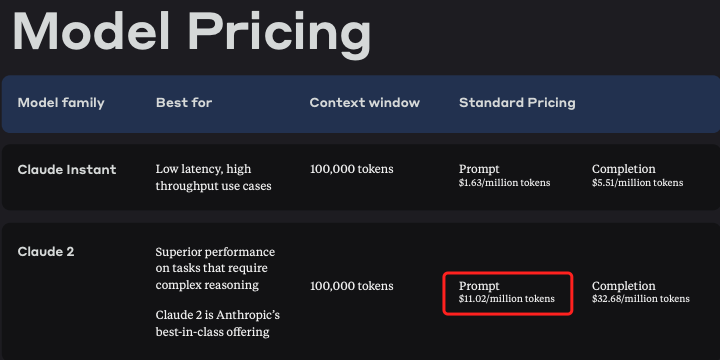 Model Pricing
Model family Best for Context window Standard Pricing
Claude Instant Low latency, high throughput use cases 100,000 tokens Prompt $1.63/million tokens Completion $5.51/million tokens
Claude 2 Superior performance on tasks that require complex reasoning
Claude 2 is Anthropic's best-in-class offering
100,000 tokens
Prompt $11.02/million tokens
Completion $32.68/million tokens